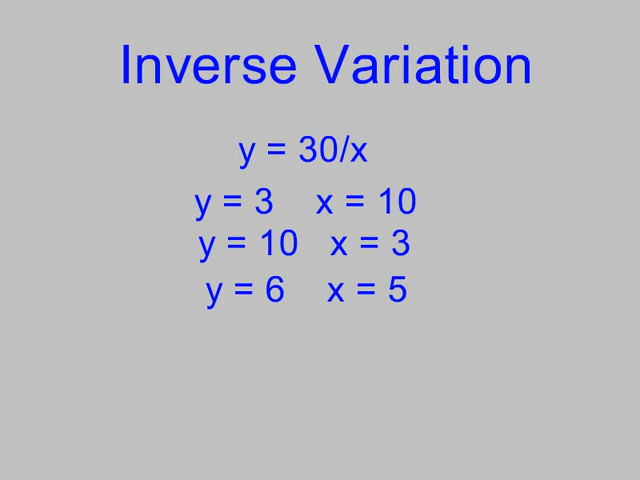 Inverse Variation
y = 30/x
y = 3 x = 10
y = 10 x = 3
y = 6 x = 5